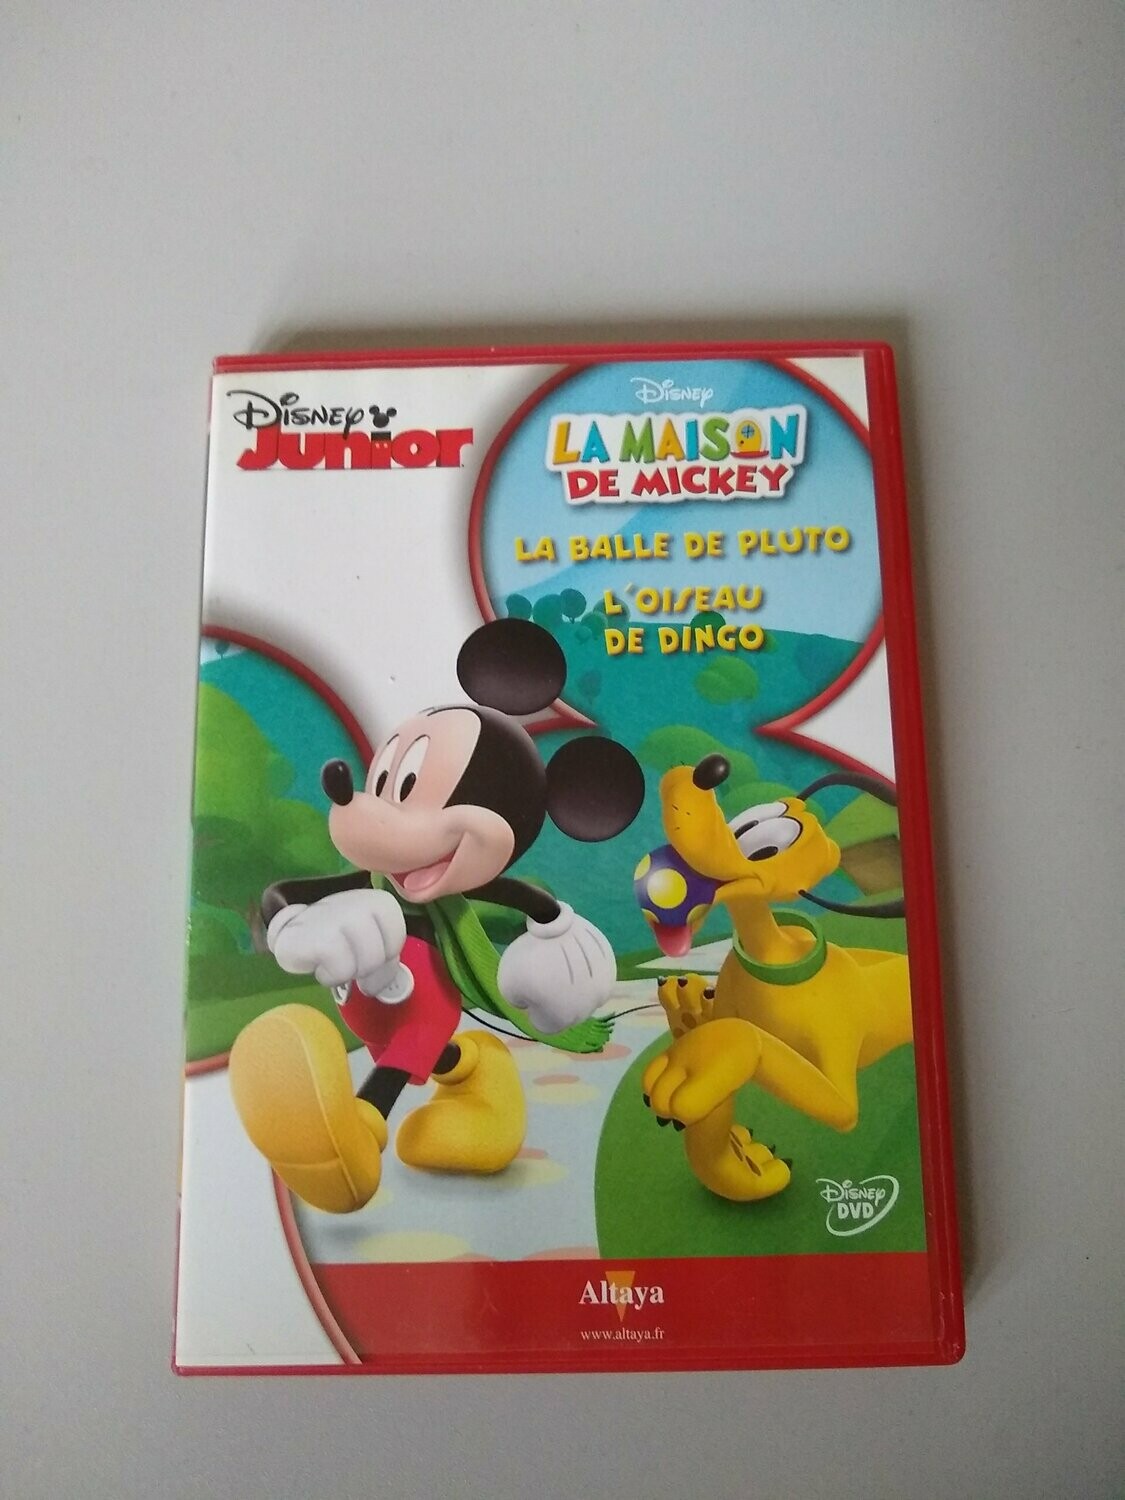 Disney
Junior
Disney
LA MAISON
DE MICKEY
LA BALLE DE PLUTO
L'OISEAU
DE DINGO
Disney
DVD
Altaya
www.altaya.fr